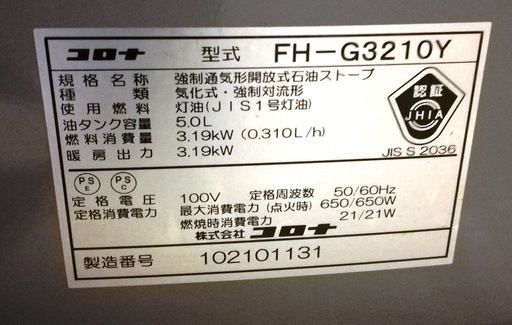 コロナ 型式 FH-G3210Y
規格名称 強制通気形開放式石油ストーブ
種類 気化式・強制対流形
使用燃料 灯油(JIS1号灯油)
油タンク容量 5.0L
燃料消費量 3.19kW (0.310L/h)
暖房出力 3.19kW
認証
JHIA
JIS S 2036
PS E PS C
定格電圧 100V 定格周波数 50/60Hz
定格消費電力 最大消費電力(点火時) 650/650W
燃焼時消費電力 21/21W
株式会社コロナ
製造番号 102101131